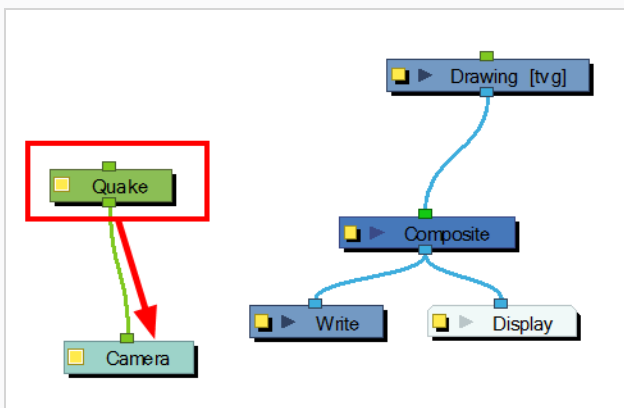 Drawing [tvg]
Quake
Composite
Write
Display
Camera